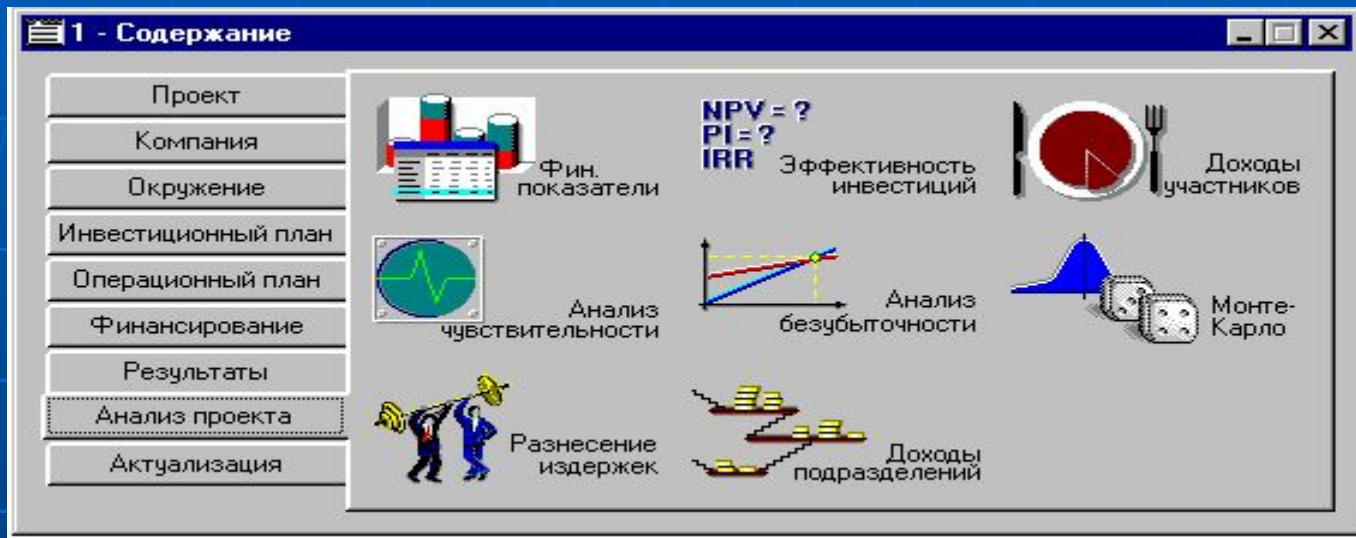 1 - Содержание
Проект
Компания
Окружение
Инвестиционный план
Операционный план
Финансирование
Результаты
Анализ проекта
Актуализация
Фин.
показатели
NPV = ?
PI = ?
IRR
Эффективность
инвестиций
Доходы
участников
Анализ
чувствительности
Анализ
безубыточности
Монте-
Карло
Разнесение
издержек
Доходы
подразделений